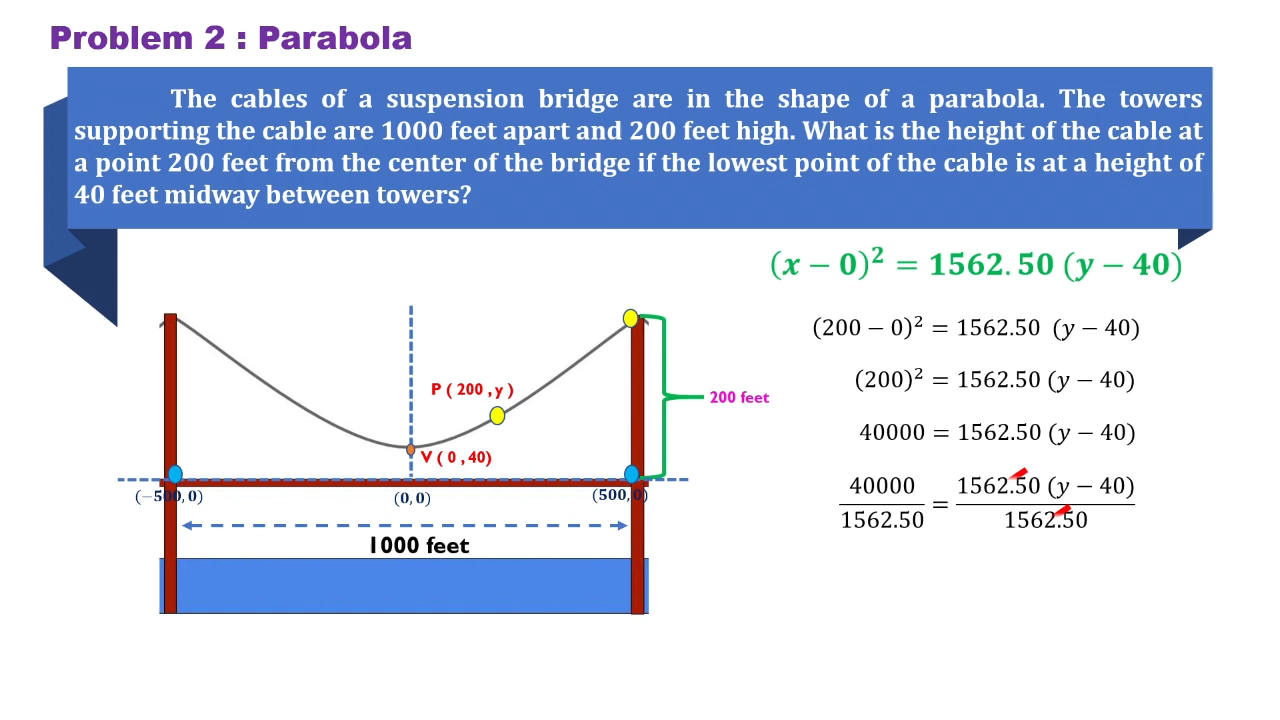 Problem 2 : Parabola
The cables of a suspension bridge are in the shape of a parabola. The towers
supporting the cable are 1000 feet apart and 200 feet high. What is the height of the cable at
a point 200 feet from the center of the bridge if the lowest point of the cable is at a height of
40 feet midway between towers?
(x − 0)² = 1562.50 (y − 40)
(200 − 0)² = 1562.50 (y − 40)
(200)² = 1562.50 (y − 40)
40000 = 1562.50 (y − 40)
40000/1562.50 = 1562.50 (y − 40)/1562.50
P ( 200 , y )
200 feet
V ( 0 , 40)
(−500, 0)
(0, 0)
(500, 0)
1000 feet